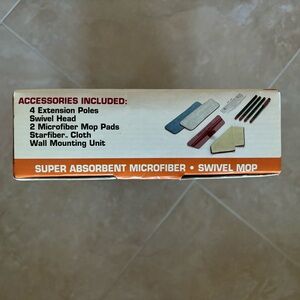 ACCESSORIES INCLUDED:
4 Extension Poles
Swivel Head
2 Microfiber Mop Pads
Starfiber™ Cloth
Wall Mounting Unit
SUPER ABSORBENT MICROFIBER • SWIVEL MOP